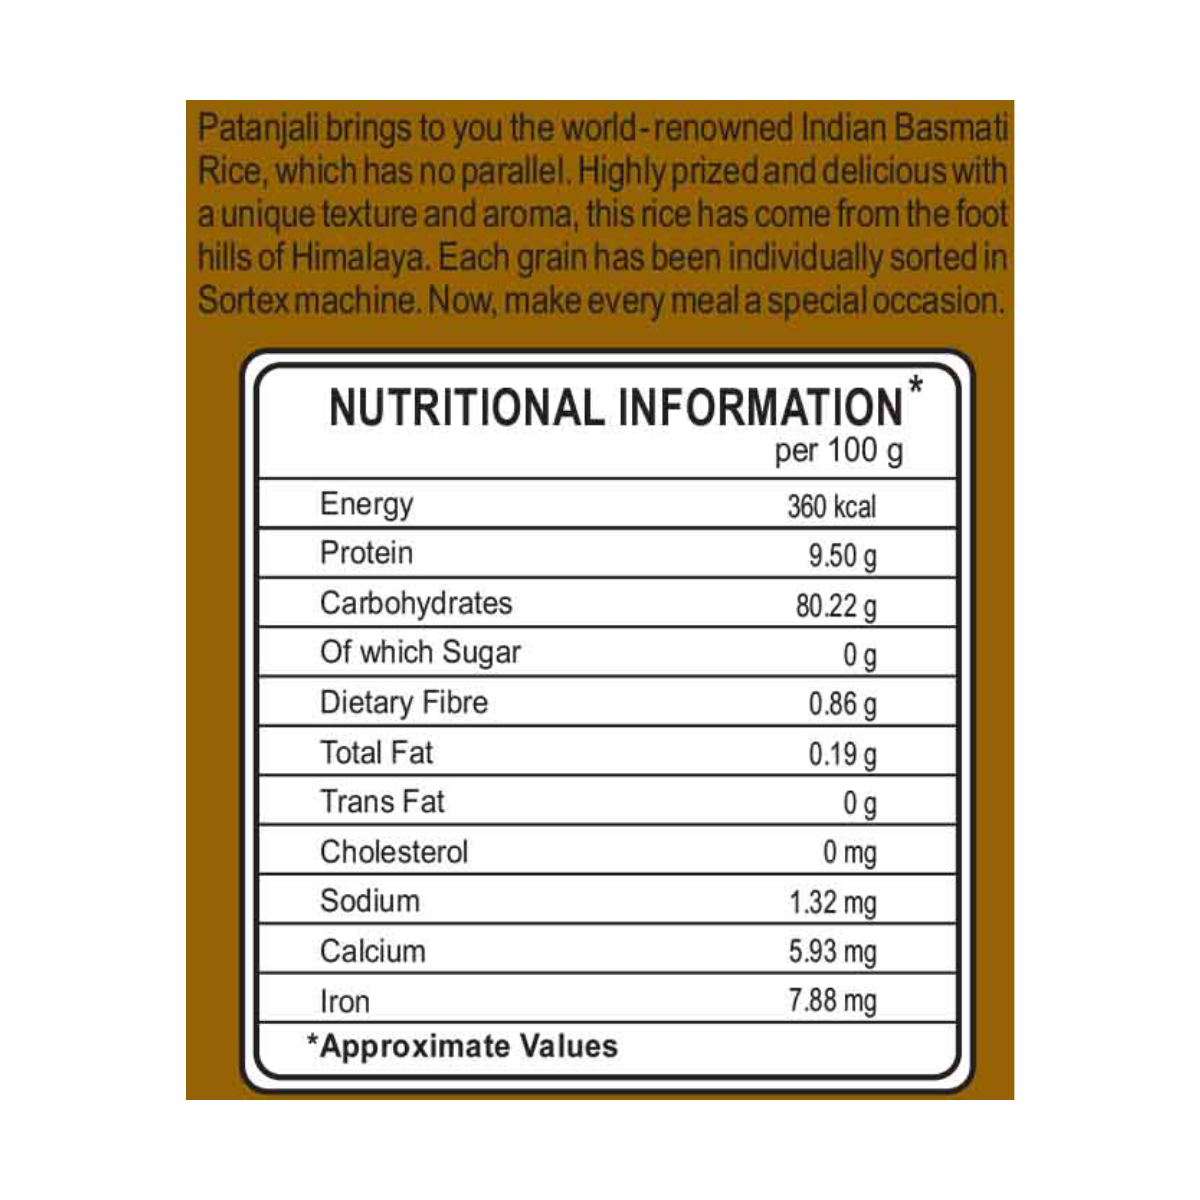 Patanjali brings to you the world-renowned Indian Basmati
Rice, which has no parallel. Highly prized and delicious with
a unique texture and aroma, this rice has come from the foot
hills of Himalaya. Each grain has been individually sorted in
Sortex machine. Now, make every meal a special occasion.
NUTRITIONAL INFORMATION*
per 100 g
Energy 360 kcal
Protein 9.50 g
Carbohydrates 80.22 g
Of which Sugar 0 g
Dietary Fibre 0.86 g
Total Fat 0.19 g
Trans Fat 0 g
Cholesterol 0 mg
Sodium 1.32 mg
Calcium 5.93 mg
Iron 7.88 mg
*Approximate Values